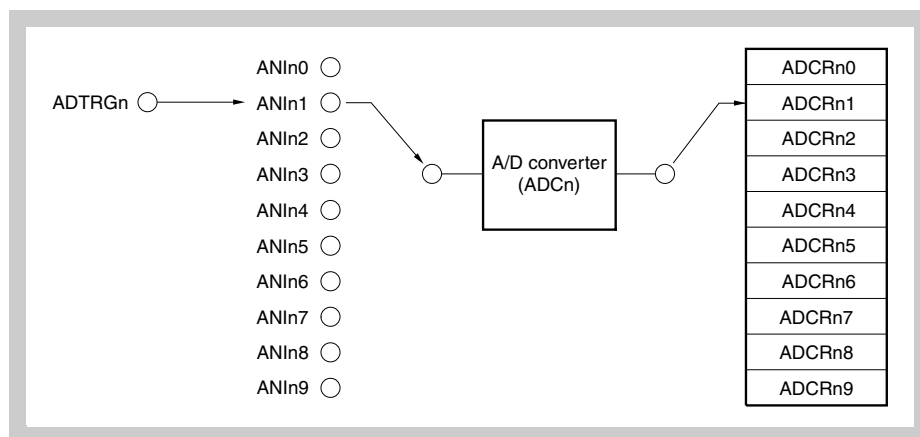 ADTRGn
ANIn0
ANIn1
ANIn2
ANIn3
ANIn4
ANIn5
ANIn6
ANIn7
ANIn8
ANIn9
A/D converter
(ADCn)
ADCRn0
ADCRn1
ADCRn2
ADCRn3
ADCRn4
ADCRn5
ADCRn6
ADCRn7
ADCRn8
ADCRn9